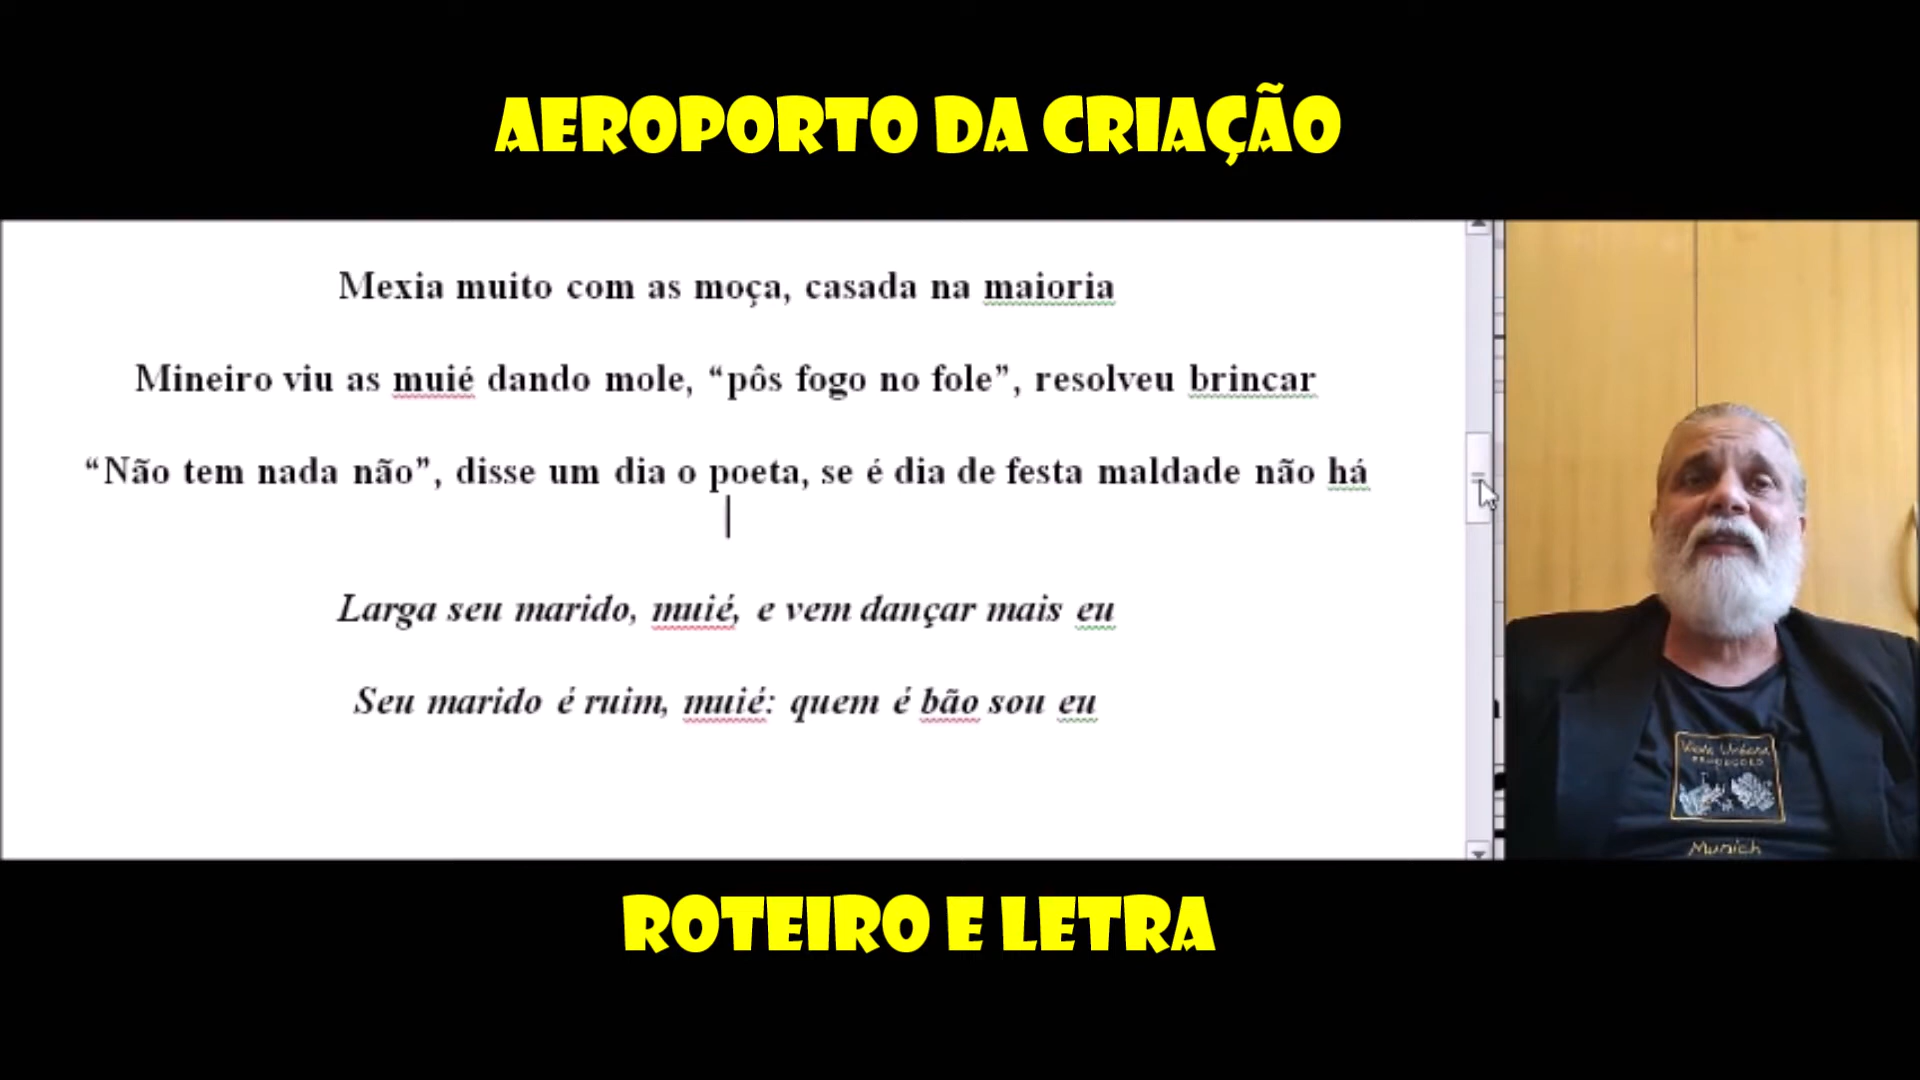 AEROPORTO DA CRIAÇÃO
Mexia muito com as moça, casada na maioria
Mineiro viu as muié dando mole, “pôs fogo no fole”, resolveu brincar
“Não tem nada não”, disse um dia o poeta, se é dia de festa maldade não há
Larga seu marido, muié, e vem dançar mais eu
Seu marido é ruim, muié: quem é bão sou eu
Munich
ROTEIRO E LETRA